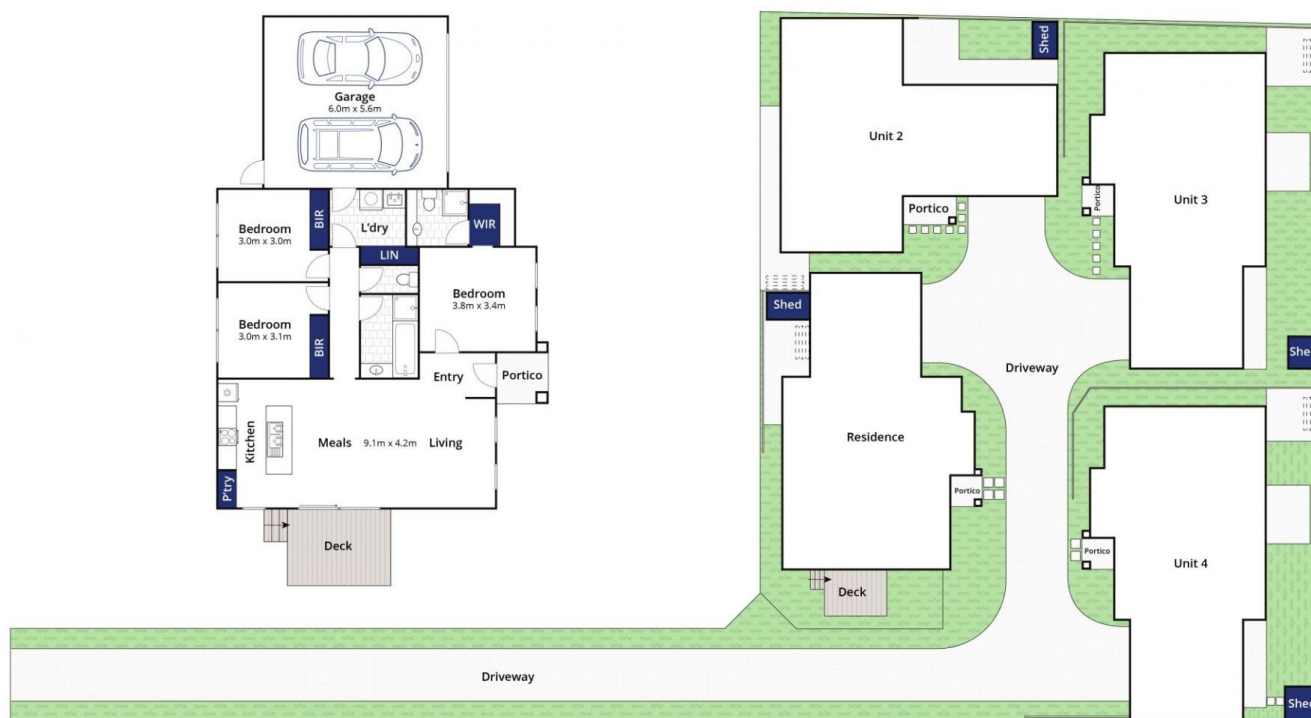 Garage
6.0m x 5.6m
Bedroom
3.0m x 3.0m
BIR
L'dry
WIR
LIN
Bedroom
3.8m x 3.4m
Bedroom
3.0m x 3.1m
BIR
Entry
Portico
Kitchen
Meals 9.1m x 4.2m Living
P'try
Deck
Shed
Unit 2
Portico
Portico
Unit 3
Shed
Driveway
Shed
Residence
Portico
Portico
Unit 4
Deck
Driveway
Shed